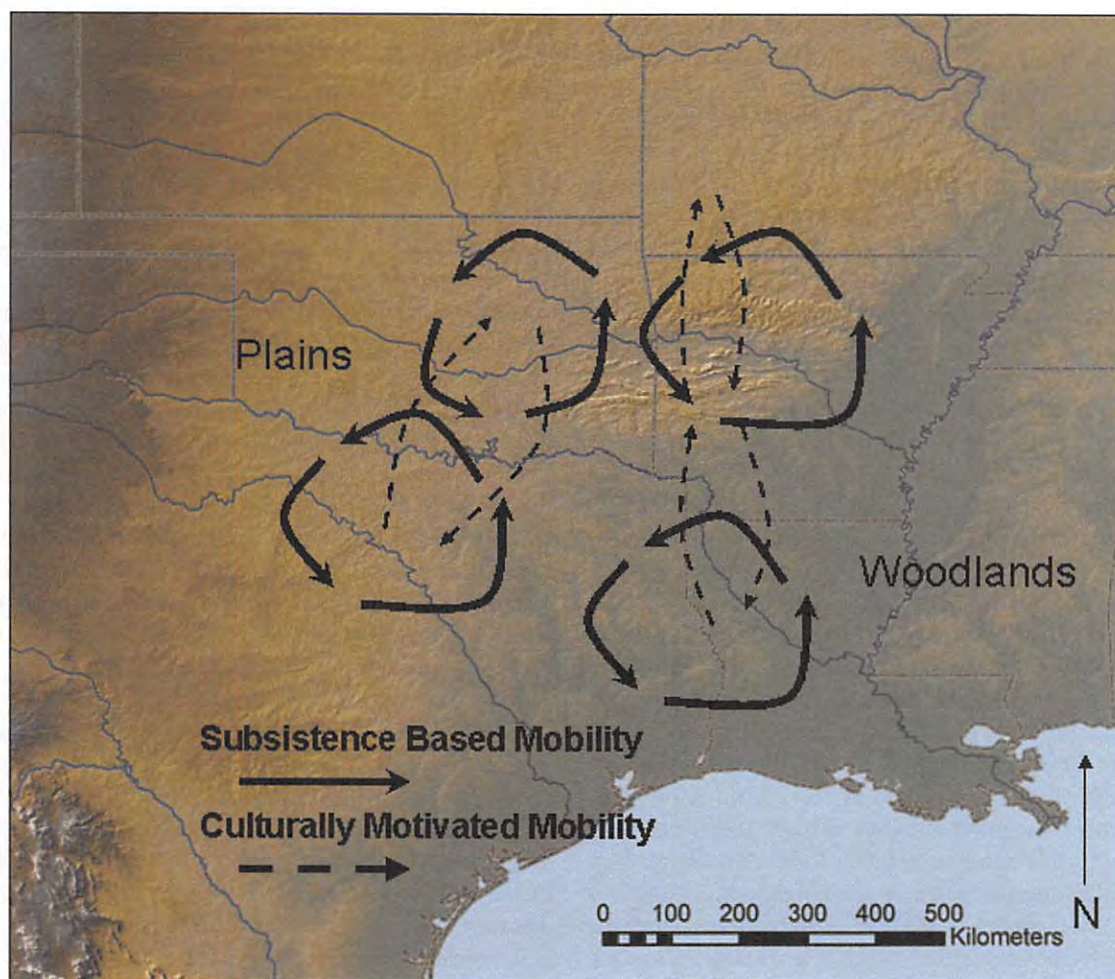 Plains
Woodlands
Subsistence Based Mobility
Culturally Motivated Mobility
N
0 100 200 300 400 500
Kilometers